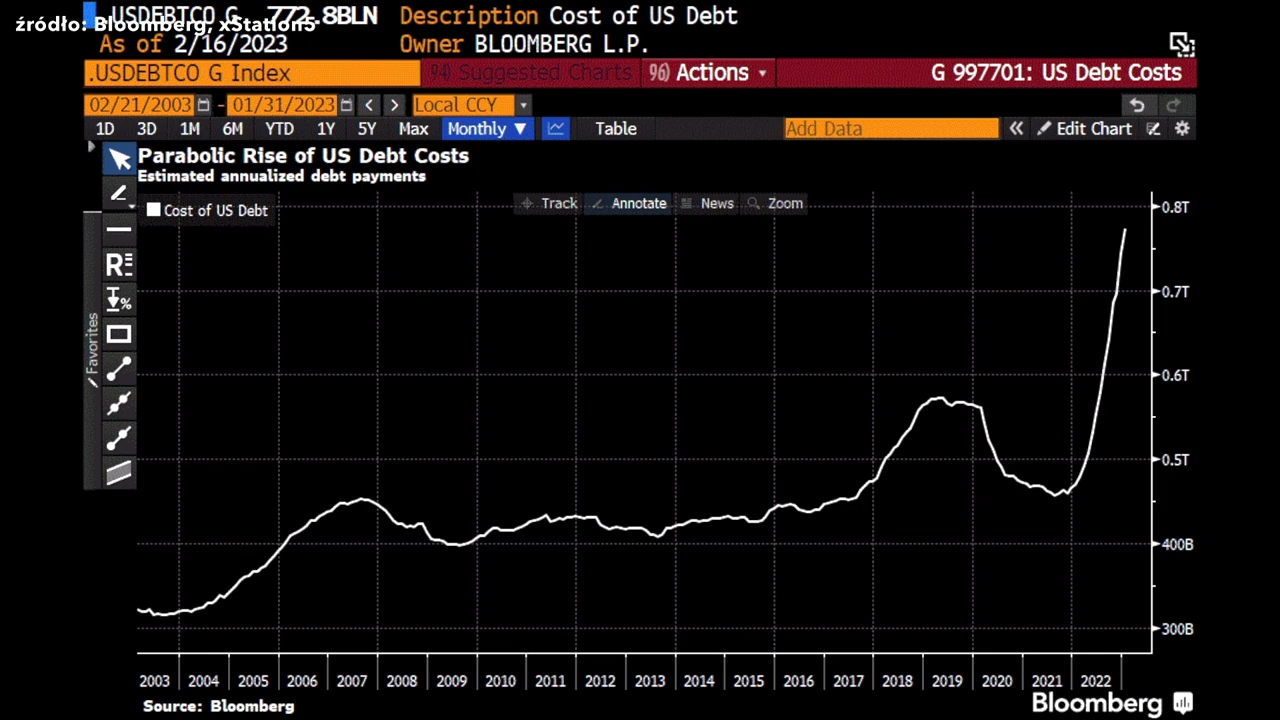 .USDEBTCO G 772.8BLN Description Cost of US Debt
źródło: Bloomberg, xStation5
As of 2/16/2023 Owner BLOOMBERG L.P.
.USDEBTCO G Index 94) Suggested Charts 96) Actions G 997701: US Debt Costs
02/21/2003 - 01/31/2023 Local CCY
1D 3D 1M 6M YTD 1Y 5Y Max Monthly ▼ Table Add Data « Edit Chart
Parabolic Rise of US Debt Costs
Estimated annualized debt payments
Track Annotate News Zoom
Cost of US Debt
0.8T
R
%
0.7T
Favorites
0.6T
0.5T
400B
300B
2003 2004 2005 2006 2007 2008 2009 2010 2011 2012 2013 2014 2015 2016 2017 2018 2019 2020 2021 2022
Source: Bloomberg
Bloomberg